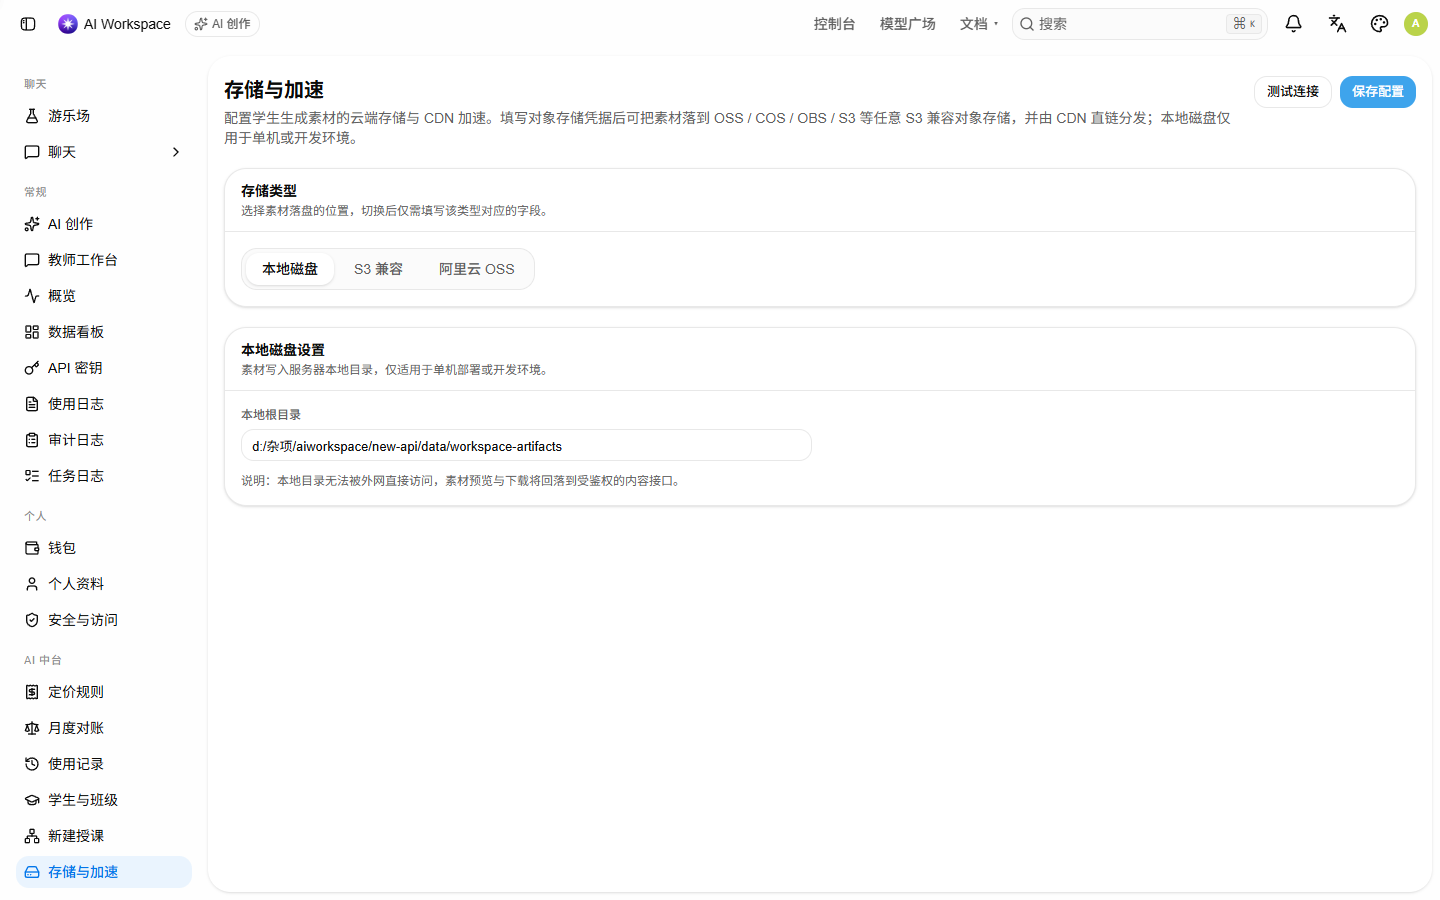 AI Workspace
AI 创作
控制台
模型广场
文档
搜索
⌘ K
A
聊天
游乐场
聊天
常规
AI 创作
教师工作台
概览
数据看板
API 密钥
使用日志
审计日志
任务日志
个人
钱包
个人资料
安全与访问
AI 中台
定价规则
月度对账
使用记录
学生与班级
新建授课
存储与加速
存储与加速
测试连接
保存配置
配置学生生成素材的云端存储与 CDN 加速。填写对象存储凭据后可把素材落到 OSS / COS / OBS / S3 等任意 S3 兼容对象存储，并由 CDN 直链分发；本地磁盘仅
用于单机或开发环境。
存储类型
选择素材落盘的位置，切换后仅需填写该类型对应的字段。
本地磁盘
S3 兼容
阿里云 OSS
本地磁盘设置
素材写入服务器本地目录，仅适用于单机部署或开发环境。
本地根目录
d:/杂项/aiworkspace/new-api/data/workspace-artifacts
说明：本地目录无法被外网直接访问，素材预览与下载将回落到受鉴权的内容接口。